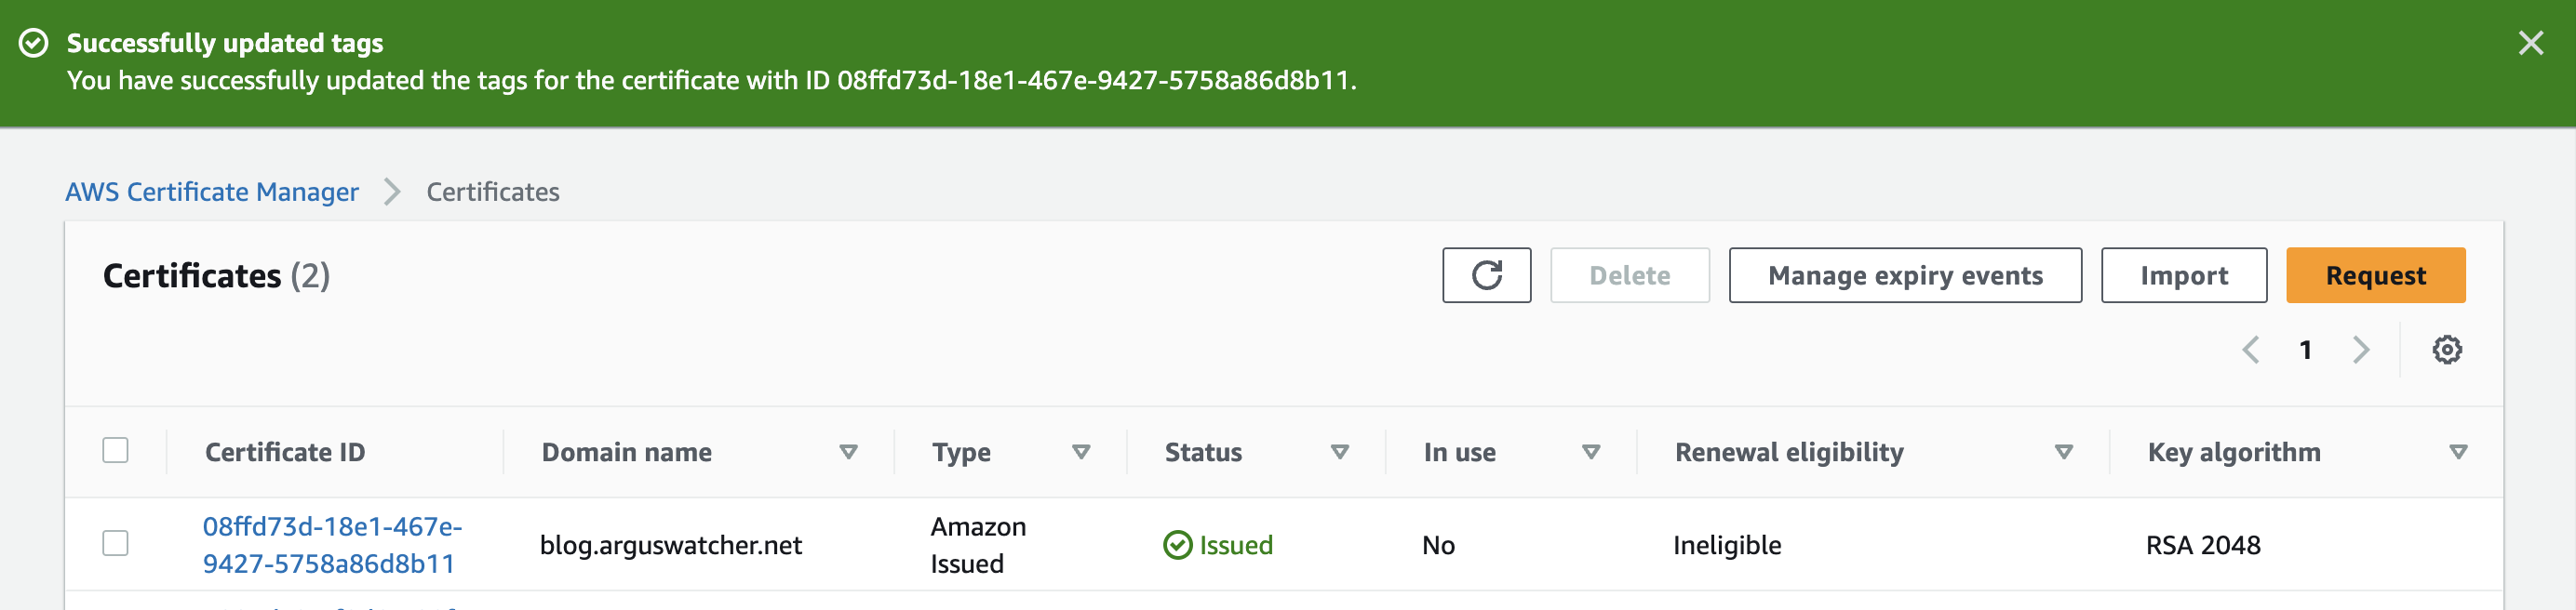 Successfully updated tags
You have successfully updated the tags for the certificate with ID 08ffd73d-18e1-467e-9427-5758a86d8b11.
AWS Certificate Manager > Certificates
Certificates (2)
Delete Manage expiry events Import Request
1
Certificate ID Domain name Type Status In use Renewal eligibility Key algorithm
08ffd73d-18e1-467e-
9427-5758a86d8b11
blog.arguswatcher.net
Amazon
Issued
Issued
No
Ineligible
RSA 2048